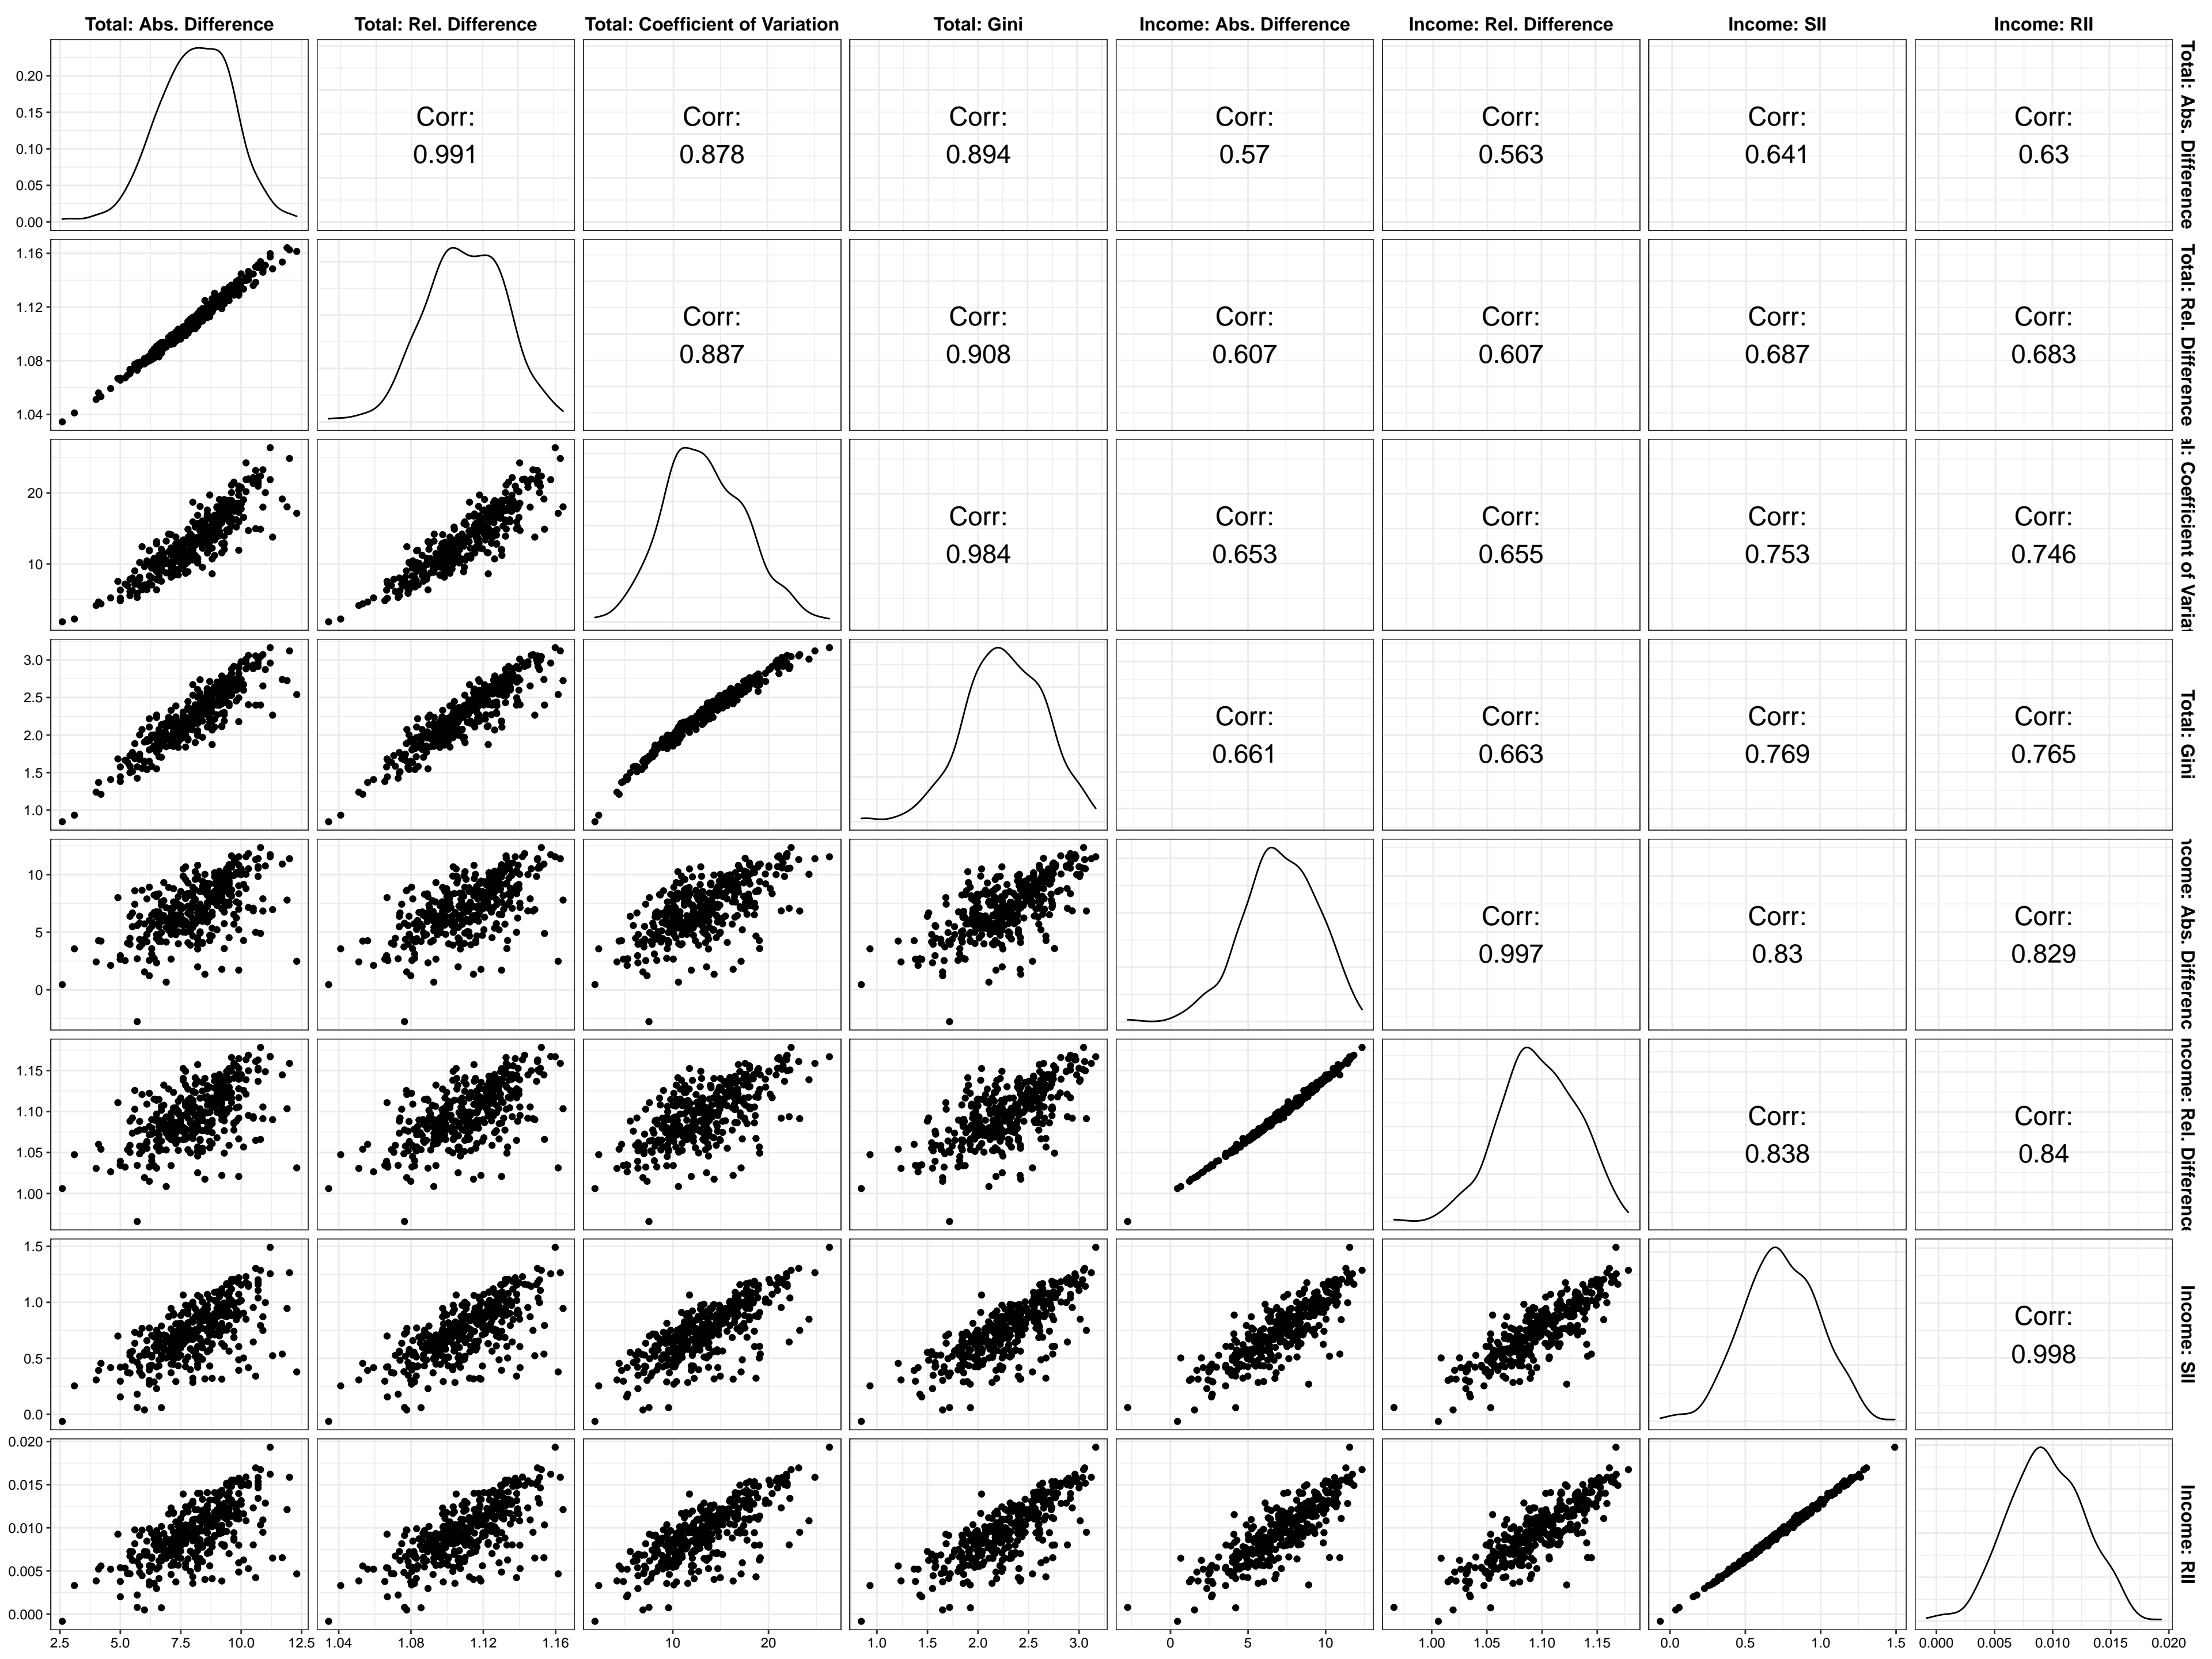 Total: Abs. Difference Total: Rel. Difference Total: Coefficient of Variation Total: Gini Income: Abs. Difference Income: Rel. Difference Income: SII Income: RII
0.20
0.15
0.10
0.05
0.00
Corr: Corr: Corr: Corr: Corr: Corr: Corr:
0.991 0.878 0.894 0.57 0.563 0.641 0.63
Total: Abs. Difference
1.16
1.12
1.08
1.04
Corr: Corr: Corr: Corr: Corr: Corr:
0.887 0.908 0.607 0.607 0.687 0.683
Total: Rel. Difference
20
10
Corr: Corr: Corr: Corr: Corr:
0.984 0.653 0.655 0.753 0.746
al: Coefficient of Variat
3.0
2.5
2.0
1.5
1.0
Corr: Corr: Corr: Corr:
0.661 0.663 0.769 0.765
Total: Gini
10
5
0
Corr: Corr: Corr:
0.997 0.83 0.829
ncome: Abs. Differenc
1.15
1.10
1.05
1.00
Corr: Corr:
0.838 0.84
ncome: Rel. Difference
1.5
1.0
0.5
0.0
Corr:
0.998
Income: SII
0.020
0.015
0.010
0.005
0.000
Income: RII
2.5 5.0 7.5 10.0 12.5 1.04 1.08 1.12 1.16 10 20 1.0 1.5 2.0 2.5 3.0 0 5 10 1.00 1.05 1.10 1.15 0.0 0.5 1.0 1.5 0.000 0.005 0.010 0.015 0.020